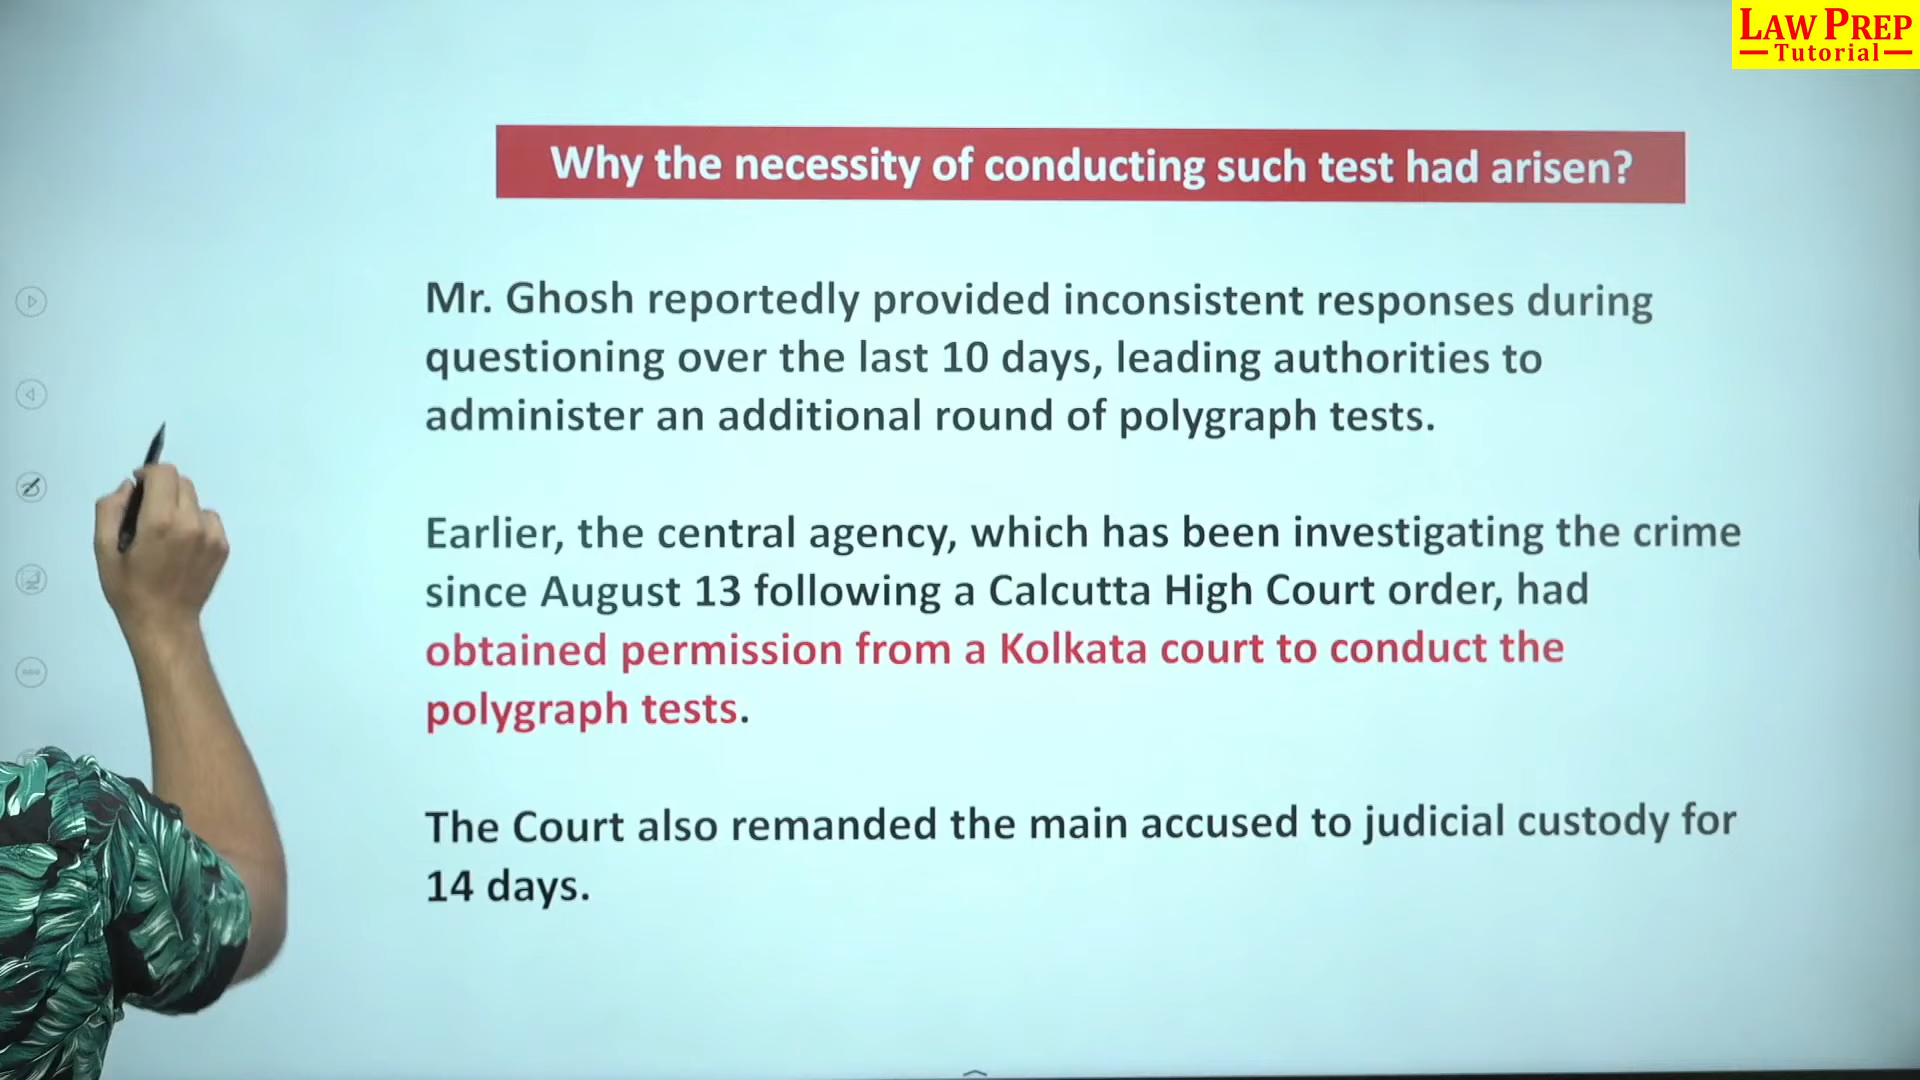 LAW PREP
Tutorial
Why the necessity of conducting such test had arisen?
Mr. Ghosh reportedly provided inconsistent responses during
questioning over the last 10 days, leading authorities to
administer an additional round of polygraph tests.
Earlier, the central agency, which has been investigating the crime
since August 13 following a Calcutta High Court order, had
obtained permission from a Kolkata court to conduct the
polygraph tests.
The Court also remanded the main accused to judicial custody for
14 days.